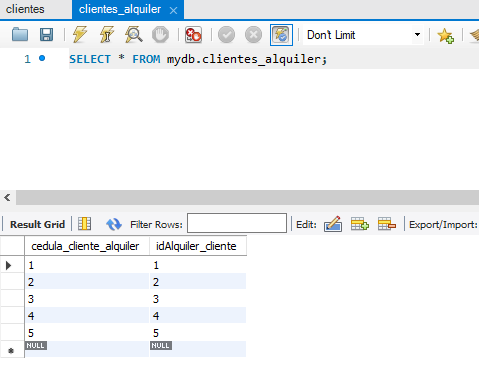 clientes clientes_alquiler ×
Don't Limit
1 SELECT * FROM mydb.clientes_alquiler;
Result Grid Filter Rows: Edit: Export/Import:
cedula_cliente_alquiler idAlquiler_cliente
1 1
2 2
3 3
4 4
5 5
NULL NULL